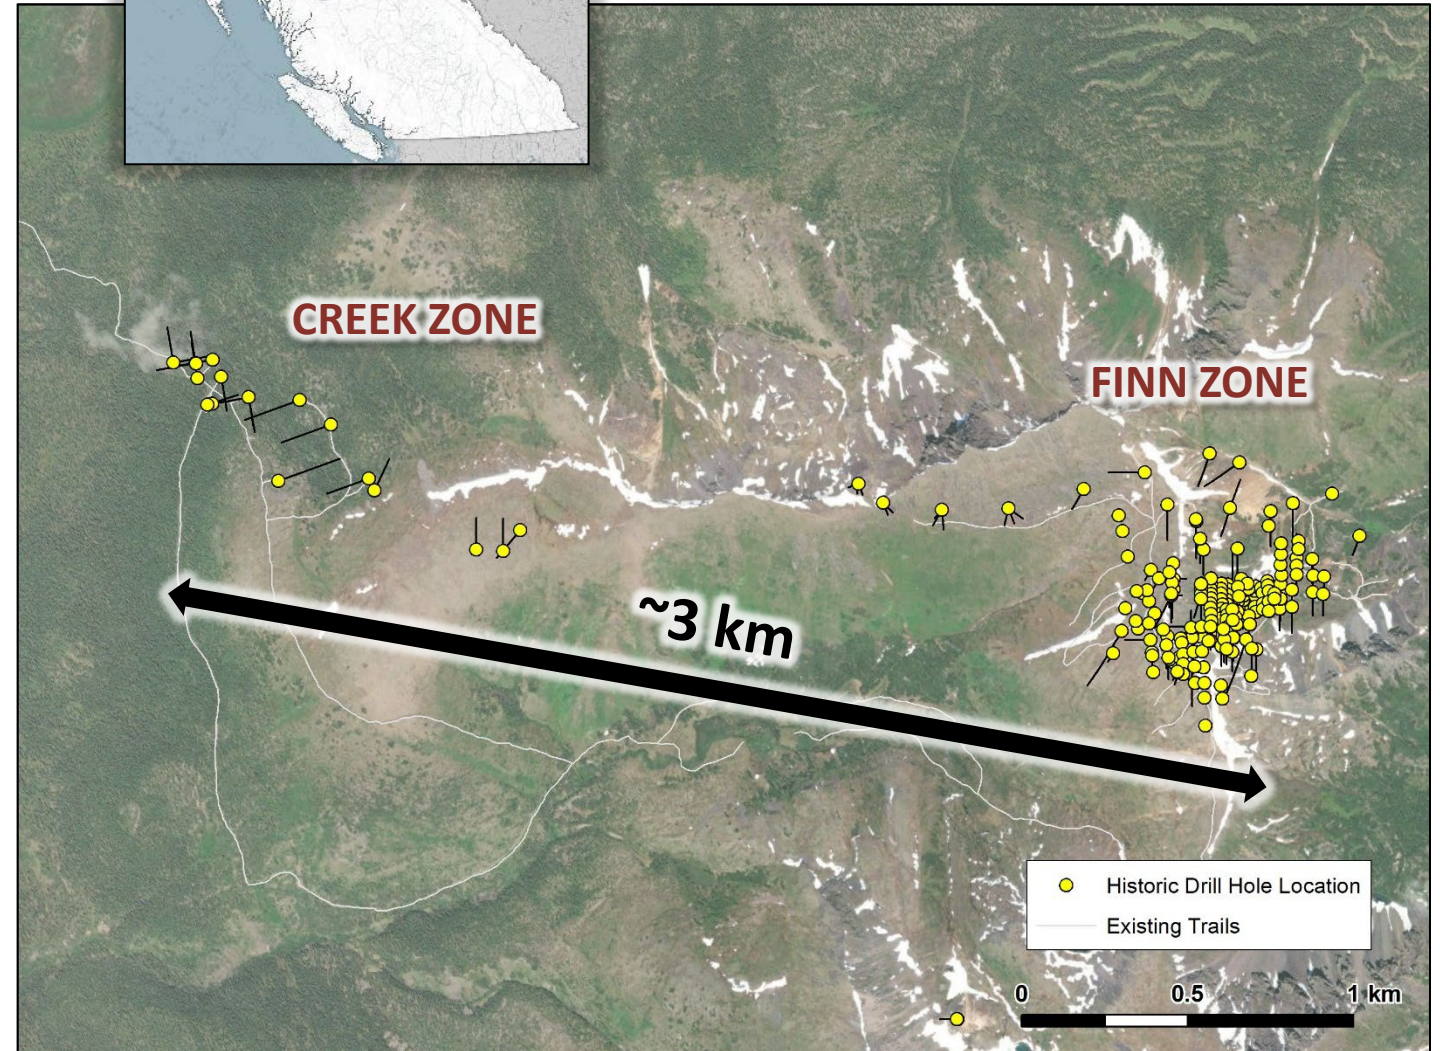 CREEK ZONE
FINN ZONE
~3 km
Historic Drill Hole Location
Existing Trails
0 0.5 1 km